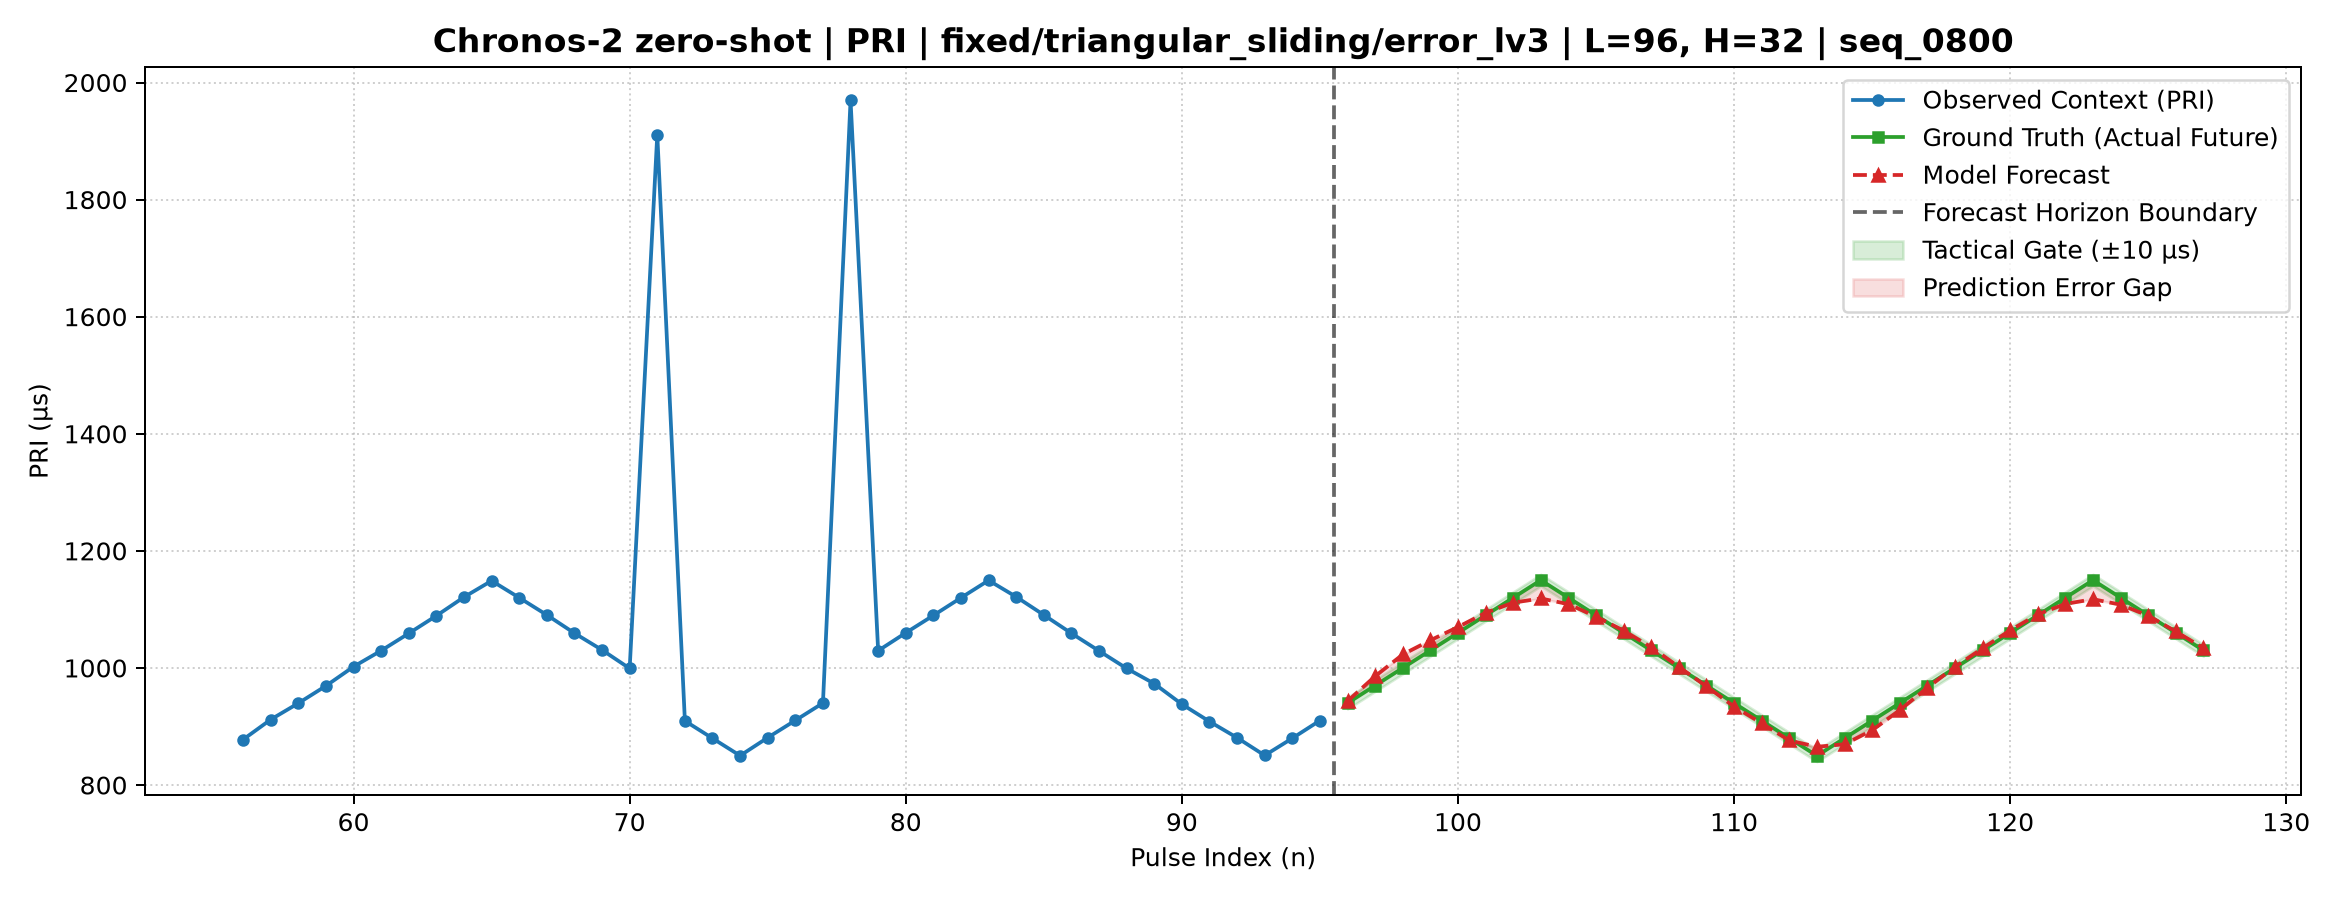 Chronos-2 zero-shot | PRI | fixed/triangular_sliding/error_lv3 | L=96, H=32 | seq_0800
2000
1800
1600
1400
1200
1000
800
PRI (μs)
Observed Context (PRI)
Ground Truth (Actual Future)
Model Forecast
Forecast Horizon Boundary
Tactical Gate (±10 μs)
Prediction Error Gap
60
70
80
90
100
110
120
130
Pulse Index (n)